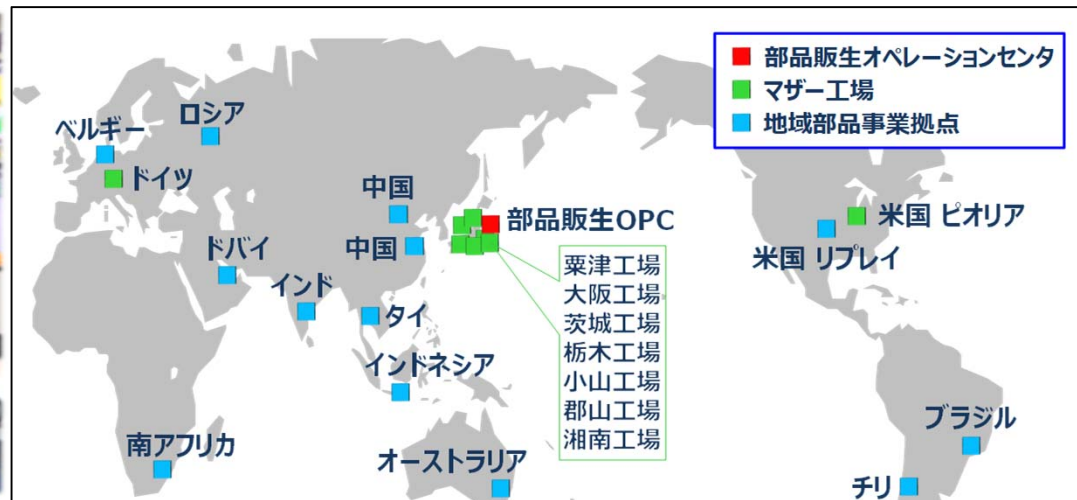 部品販生オペレーションセンタ
マザー工場
地域部品事業拠点
ロシア
ベルギー
ドイツ
中国
部品販生OPC
米国 ピオリア
中国
米国 リプレイ
ドバイ
インド
タイ
粟津工場
大阪工場
茨城工場
栃木工場
小山工場
郡山工場
湘南工場
インドネシア
ブラジル
南アフリカ
オーストラリア
チリ